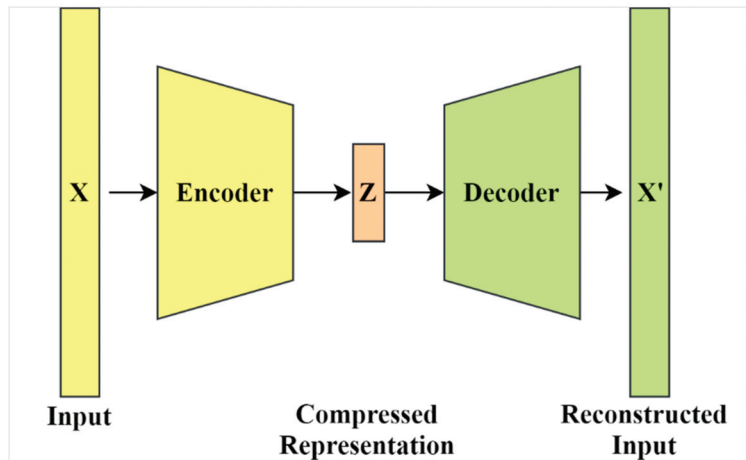 X
Encoder
Z
Decoder
X'
Input
Compressed
Representation
Reconstructed
Input